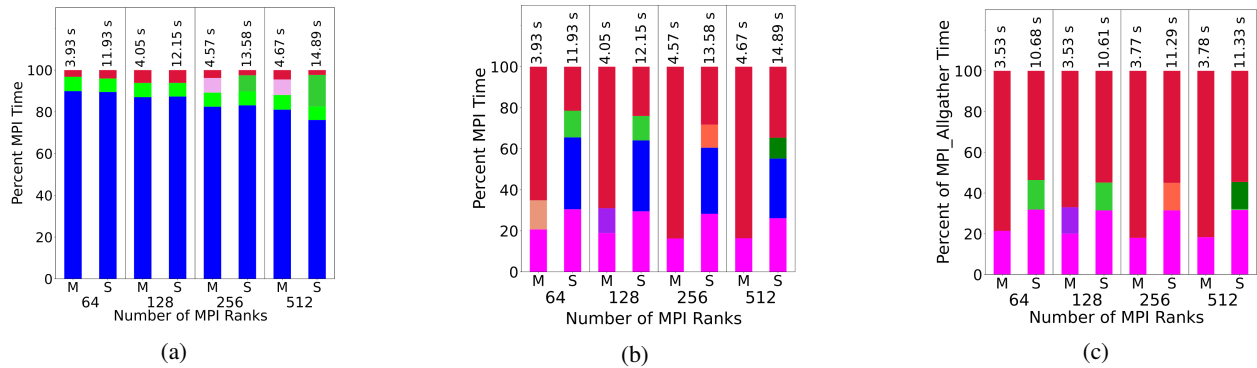 3.93 s 11.93 s 4.05 s 12.15 s 4.57 s 13.58 s 4.67 s 14.89 s
Percent MPI Time
100
80
60
40
20
0
M S M S M S M S
64 128 256 512
Number of MPI Ranks
(a)
3.93 s 11.93 s 4.05 s 12.15 s 4.57 s 13.58 s 4.67 s 14.89 s
Percent MPI Time
100
80
60
40
20
0
M S M S M S M S
64 128 256 512
Number of MPI Ranks
(b)
3.53 s 10.68 s 3.53 s 10.61 s 3.77 s 11.29 s 3.78 s 11.33 s
Percent of MPI_Allgather Time
100
80
60
40
20
0
M S M S M S M S
64 128 256 512
Number of MPI Ranks
(c)